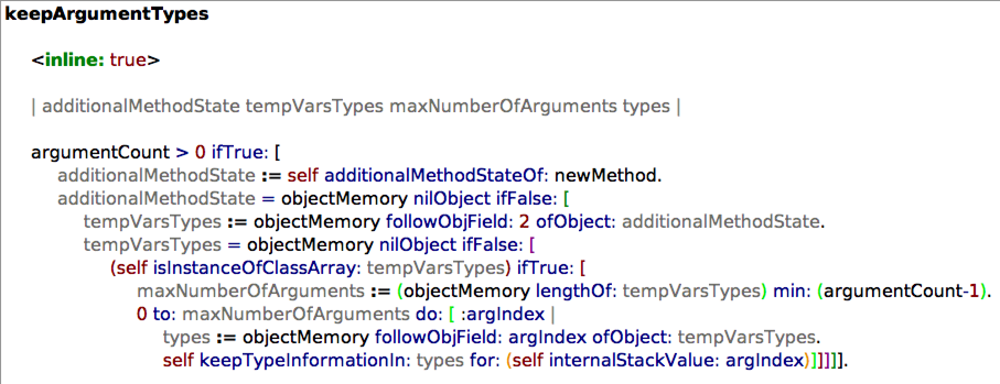 keepArgumentTypes
<inline: true>
| additionalMethodState tempVarsTypes maxNumberOfArguments types |
argumentCount > 0 ifTrue: [
additionalMethodState := self additionalMethodStateOf: newMethod.
additionalMethodState = objectMemory nilObject ifFalse: [
tempVarsTypes := objectMemory followObjField: 2 ofObject: additionalMethodState.
tempVarsTypes = objectMemory nilObject ifFalse: [
(self isInstanceOfClassArray: tempVarsTypes) ifTrue: [
maxNumberOfArguments := (objectMemory lengthOf: tempVarsTypes) min: (argumentCount-1).
0 to: maxNumberOfArguments do: [ :argIndex |
types := objectMemory followObjField: argIndex ofObject: tempVarsTypes.
self keepTypeInformationIn: types for: (self internalStackValue: argIndex)]]]]].